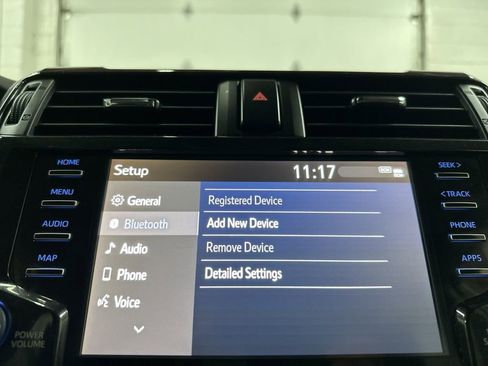 HOME
MENU
AUDIO
MAP
POWER
VOLUME
Setup
11:17
General
Bluetooth
Audio
Phone
Voice
Registered Device
Add New Device
Remove Device
Detailed Settings
SEEK >
< TRACK
PHONE
APPS